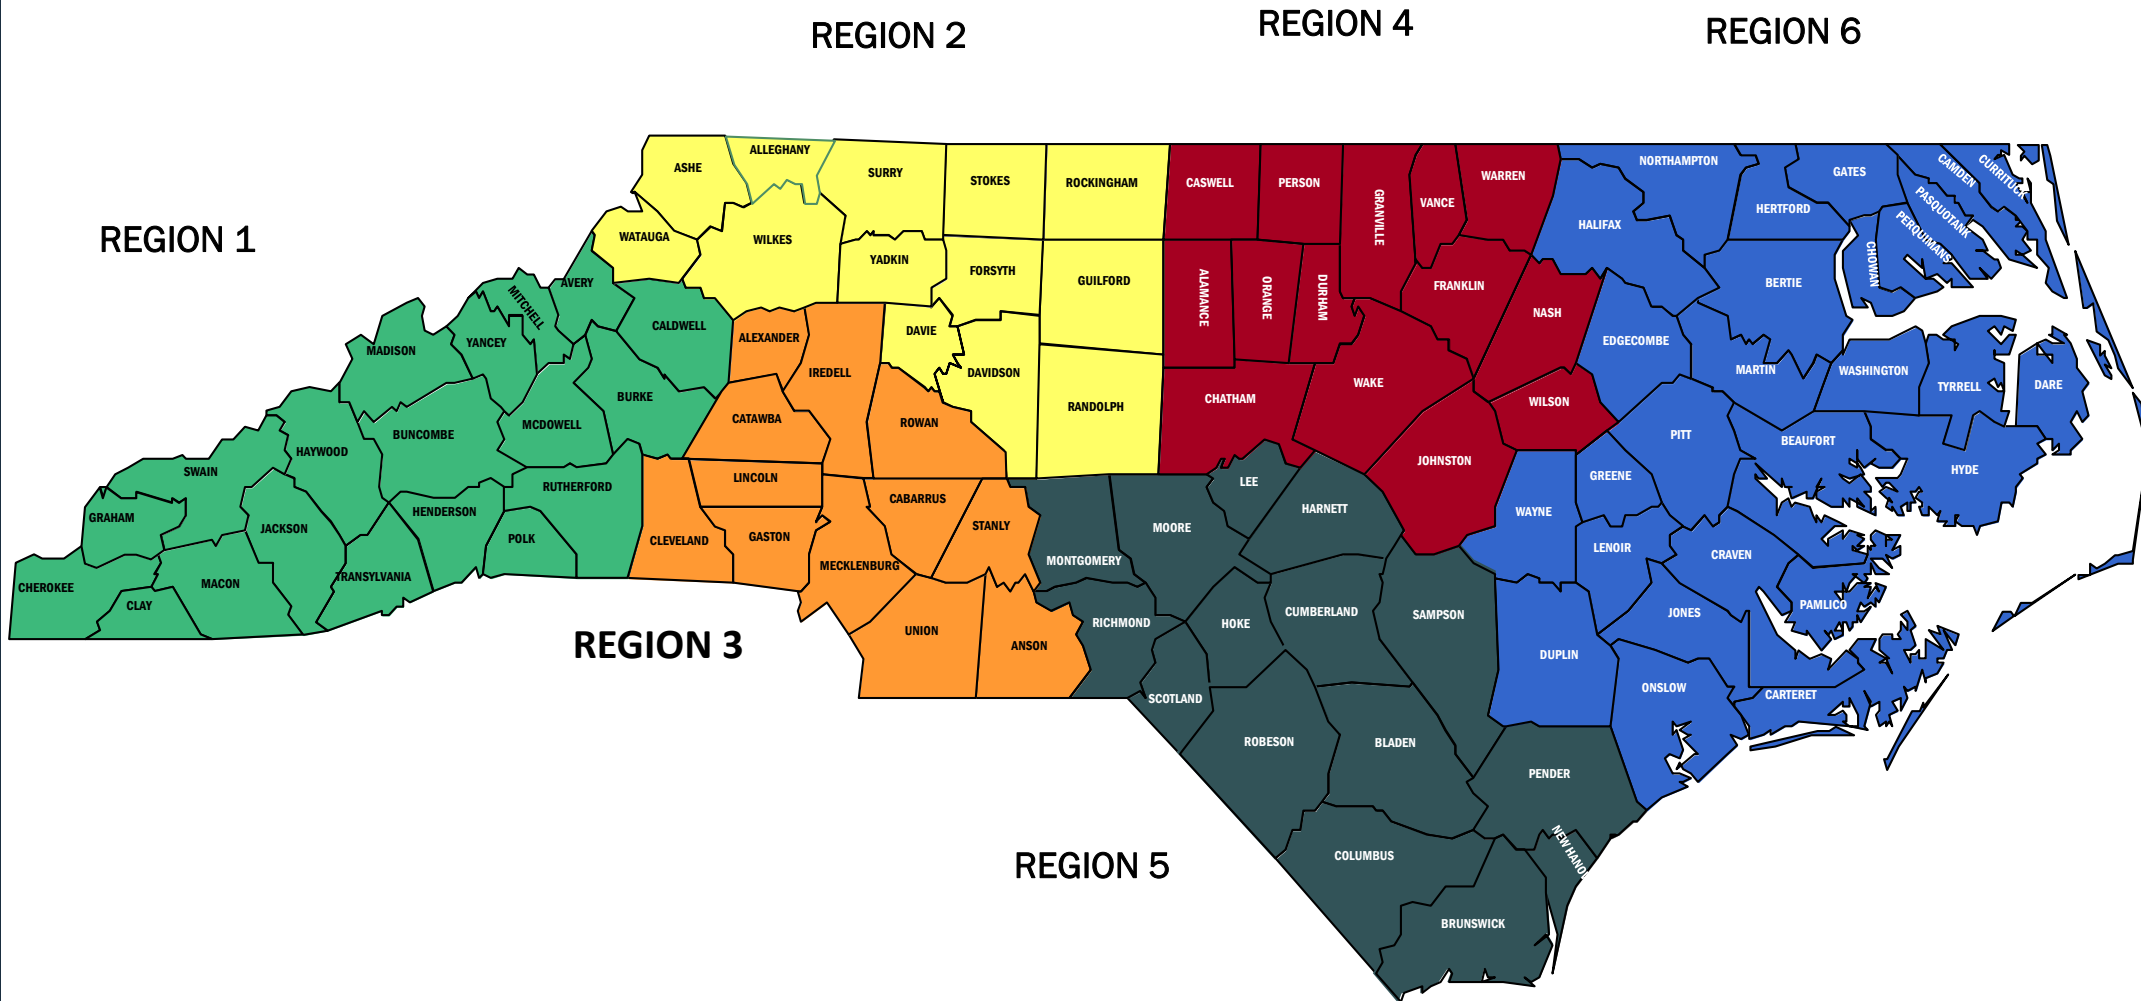 REGION 2
REGION 4
REGION 6
REGION 1
REGION 3
REGION 5
ASHE
ALLEGHANY
SURRY
STOKES
ROCKINGHAM
WATAUGA
WILKES
YADKIN
FORSYTH
GUILFORD
DAVIE
DAVIDSON
RANDOLPH
CASWELL
PERSON
GRANVILLE
VANCE
WARREN
ALAMANCE
ORANGE
DURHAM
FRANKLIN
NASH
CHATHAM
WAKE
WILSON
JOHNSTON
NORTHAMPTON
GATES
CAMDEN
CURRITUCK
PASQUOTANK
PERQUIMANS
HERTFORD
HALIFAX
CHOWAN
BERTIE
EDGECOMBE
MARTIN
WASHINGTON
TYRRELL
DARE
PITT
BEAUFORT
HYDE
GREENE
WAYNE
LENOIR
CRAVEN
PAMLICO
JONES
DUPLIN
ONSLOW
CARTERET
AVERY
MITCHELL
CALDWELL
YANCEY
MADISON
BURKE
MCDOWELL
BUNCOMBE
HAYWOOD
SWAIN
RUTHERFORD
HENDERSON
GRAHAM
JACKSON
POLK
TRANSYLVANIA
MACON
CHEROKEE
CLAY
ALEXANDER
IREDELL
CATAWBA
ROWAN
LINCOLN
CABARRUS
STANLY
CLEVELAND
GASTON
MECKLENBURG
UNION
ANSON
LEE
HARNETT
MOORE
MONTGOMERY
RICHMOND
HOKE
CUMBERLAND
SAMPSON
SCOTLAND
ROBESON
BLADEN
PENDER
NEW HANO
COLUMBUS
BRUNSWICK